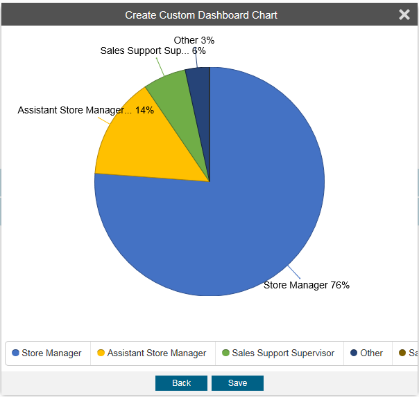 Create Custom Dashboard Chart
Other 3%
Sales Support Sup... 6%
Assistant Store Manager... 14%
Store Manager 76%
Store Manager Assistant Store Manager Sales Support Supervisor Other Sa
Back Save